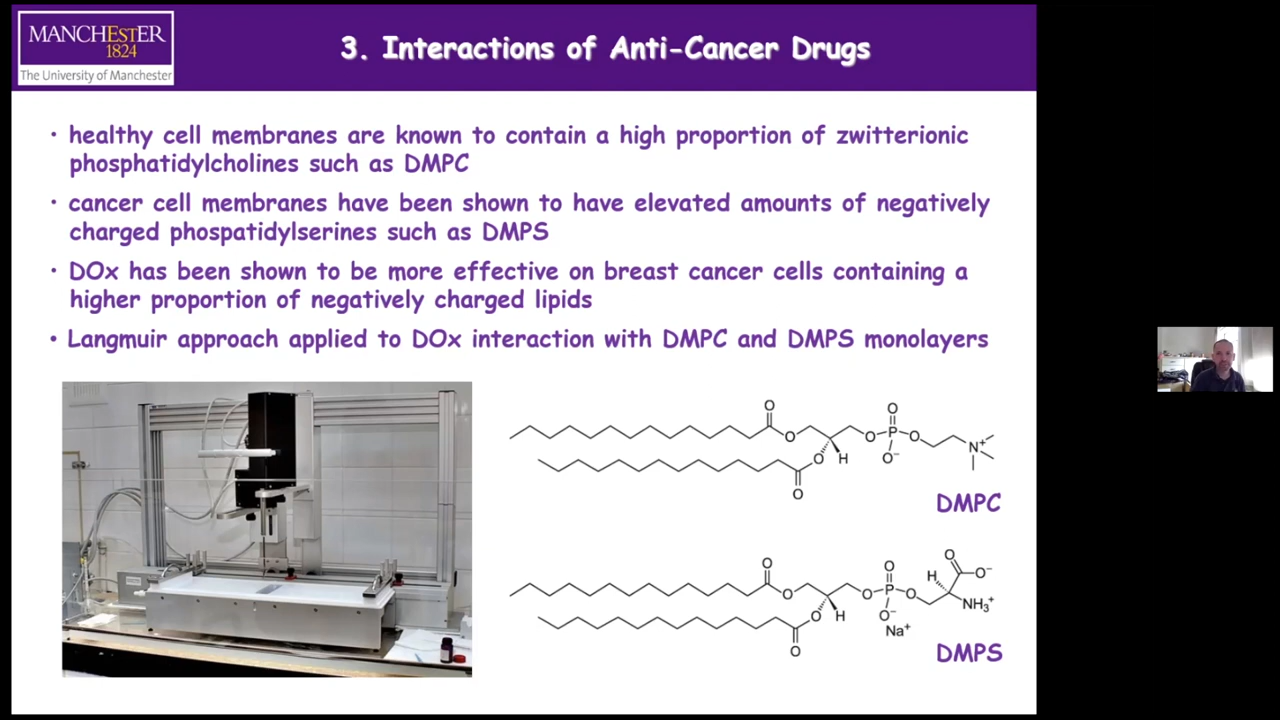 MANCHEstER
1824
The University of Manchester
3. Interactions of Anti-Cancer Drugs
• healthy cell membranes are known to contain a high proportion of zwitterionic
phosphatidylcholines such as DMPC
• cancer cell membranes have been shown to have elevated amounts of negatively
charged phospatidylserines such as DMPS
• DOx has been shown to be more effective on breast cancer cells containing a
higher proportion of negatively charged lipids
• Langmuir approach applied to DOx interaction with DMPC and DMPS monolayers
O O
O O P O
O H O⁻ N⁺
O
DMPC
O O O
O O P O H O⁻
O H O⁻ NH₃⁺
O Na⁺
DMPS